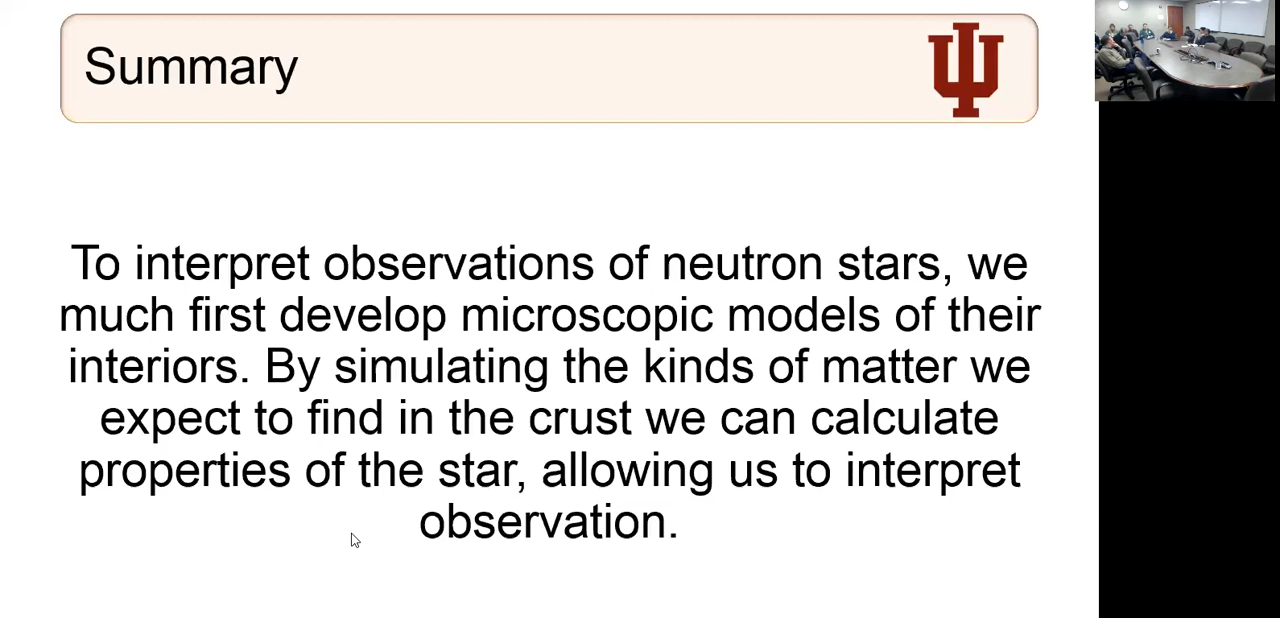 Summary
To interpret observations of neutron stars, we
much first develop microscopic models of their
interiors. By simulating the kinds of matter we
expect to find in the crust we can calculate
properties of the star, allowing us to interpret
observation.